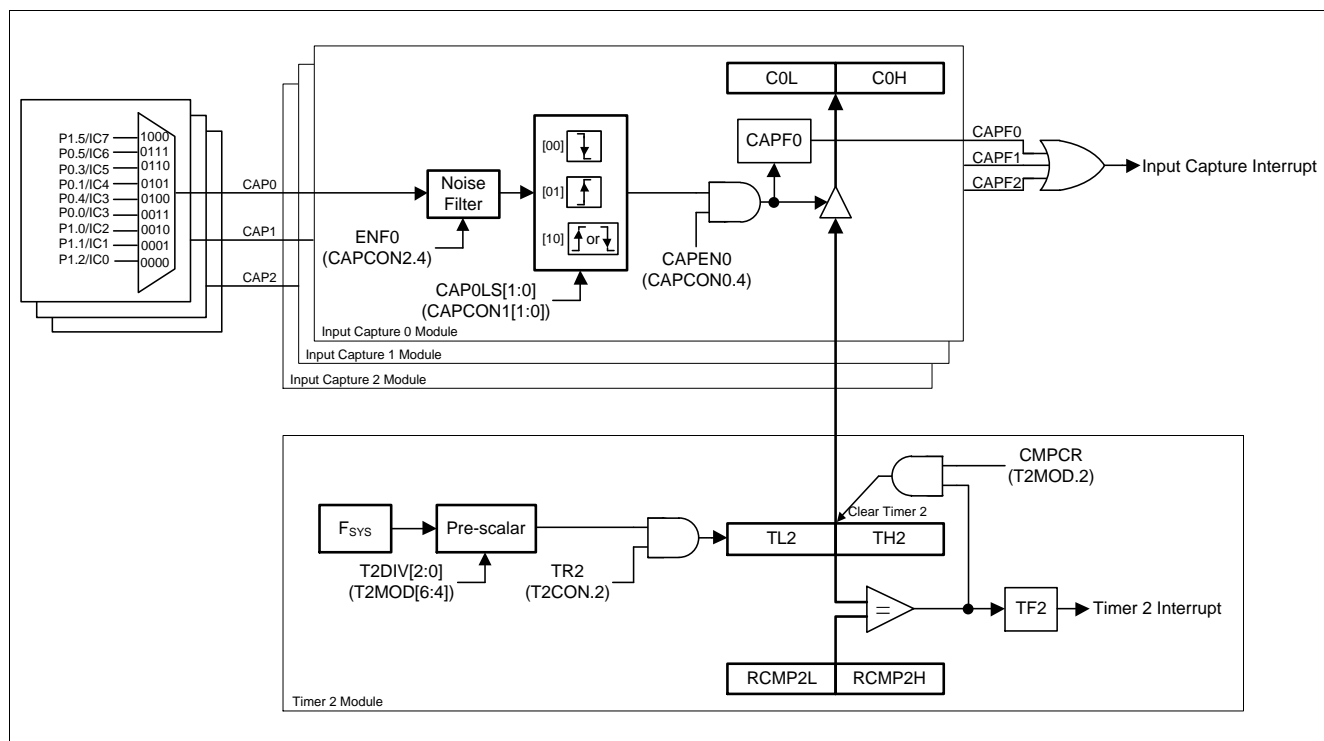 C0L
C0H
P1.5/IC7
1000
P0.5/IC6
0111
P0.3/IC5
0110
P0.1/IC4
0101
P0.4/IC3
0100
P0.0/IC3
0011
P1.0/IC2
0010
P1.1/IC1
0001
P1.2/IC0
0000
CAP0
CAP1
CAP2
Noise
Filter
ENF0
(CAPCON2.4)
[00]
[01]
[10]
or
CAP0LS[1:0]
(CAPCON1[1:0])
CAPEN0
(CAPCON0.4)
CAPF0
CAPF0
CAPF1
CAPF2
Input Capture Interrupt
Input Capture 0 Module
Input Capture 1 Module
Input Capture 2 Module
CMPCR
(T2MOD.2)
Clear Timer 2
FSYS
Pre-scalar
T2DIV[2:0]
(T2MOD[6:4])
TR2
(T2CON.2)
TL2
TH2
=
TF2
Timer 2 Interrupt
RCMP2L
RCMP2H
Timer 2 Module